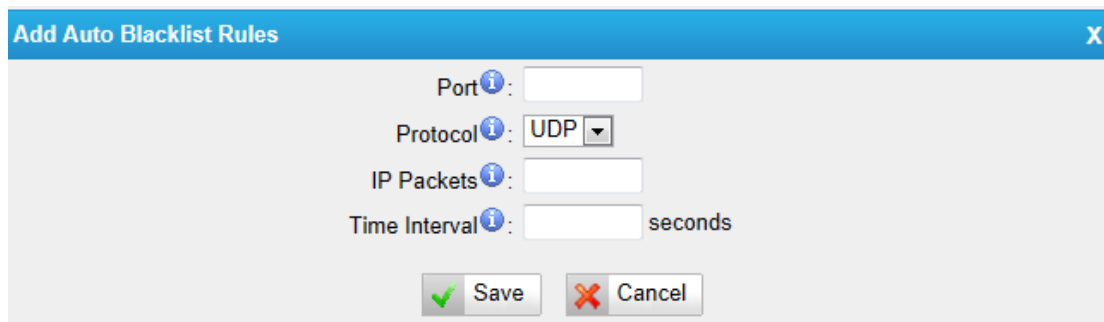 Add Auto Blacklist Rules X
Port i :
Protocol i : UDP
IP Packets i :
Time Interval i : seconds
Save Cancel